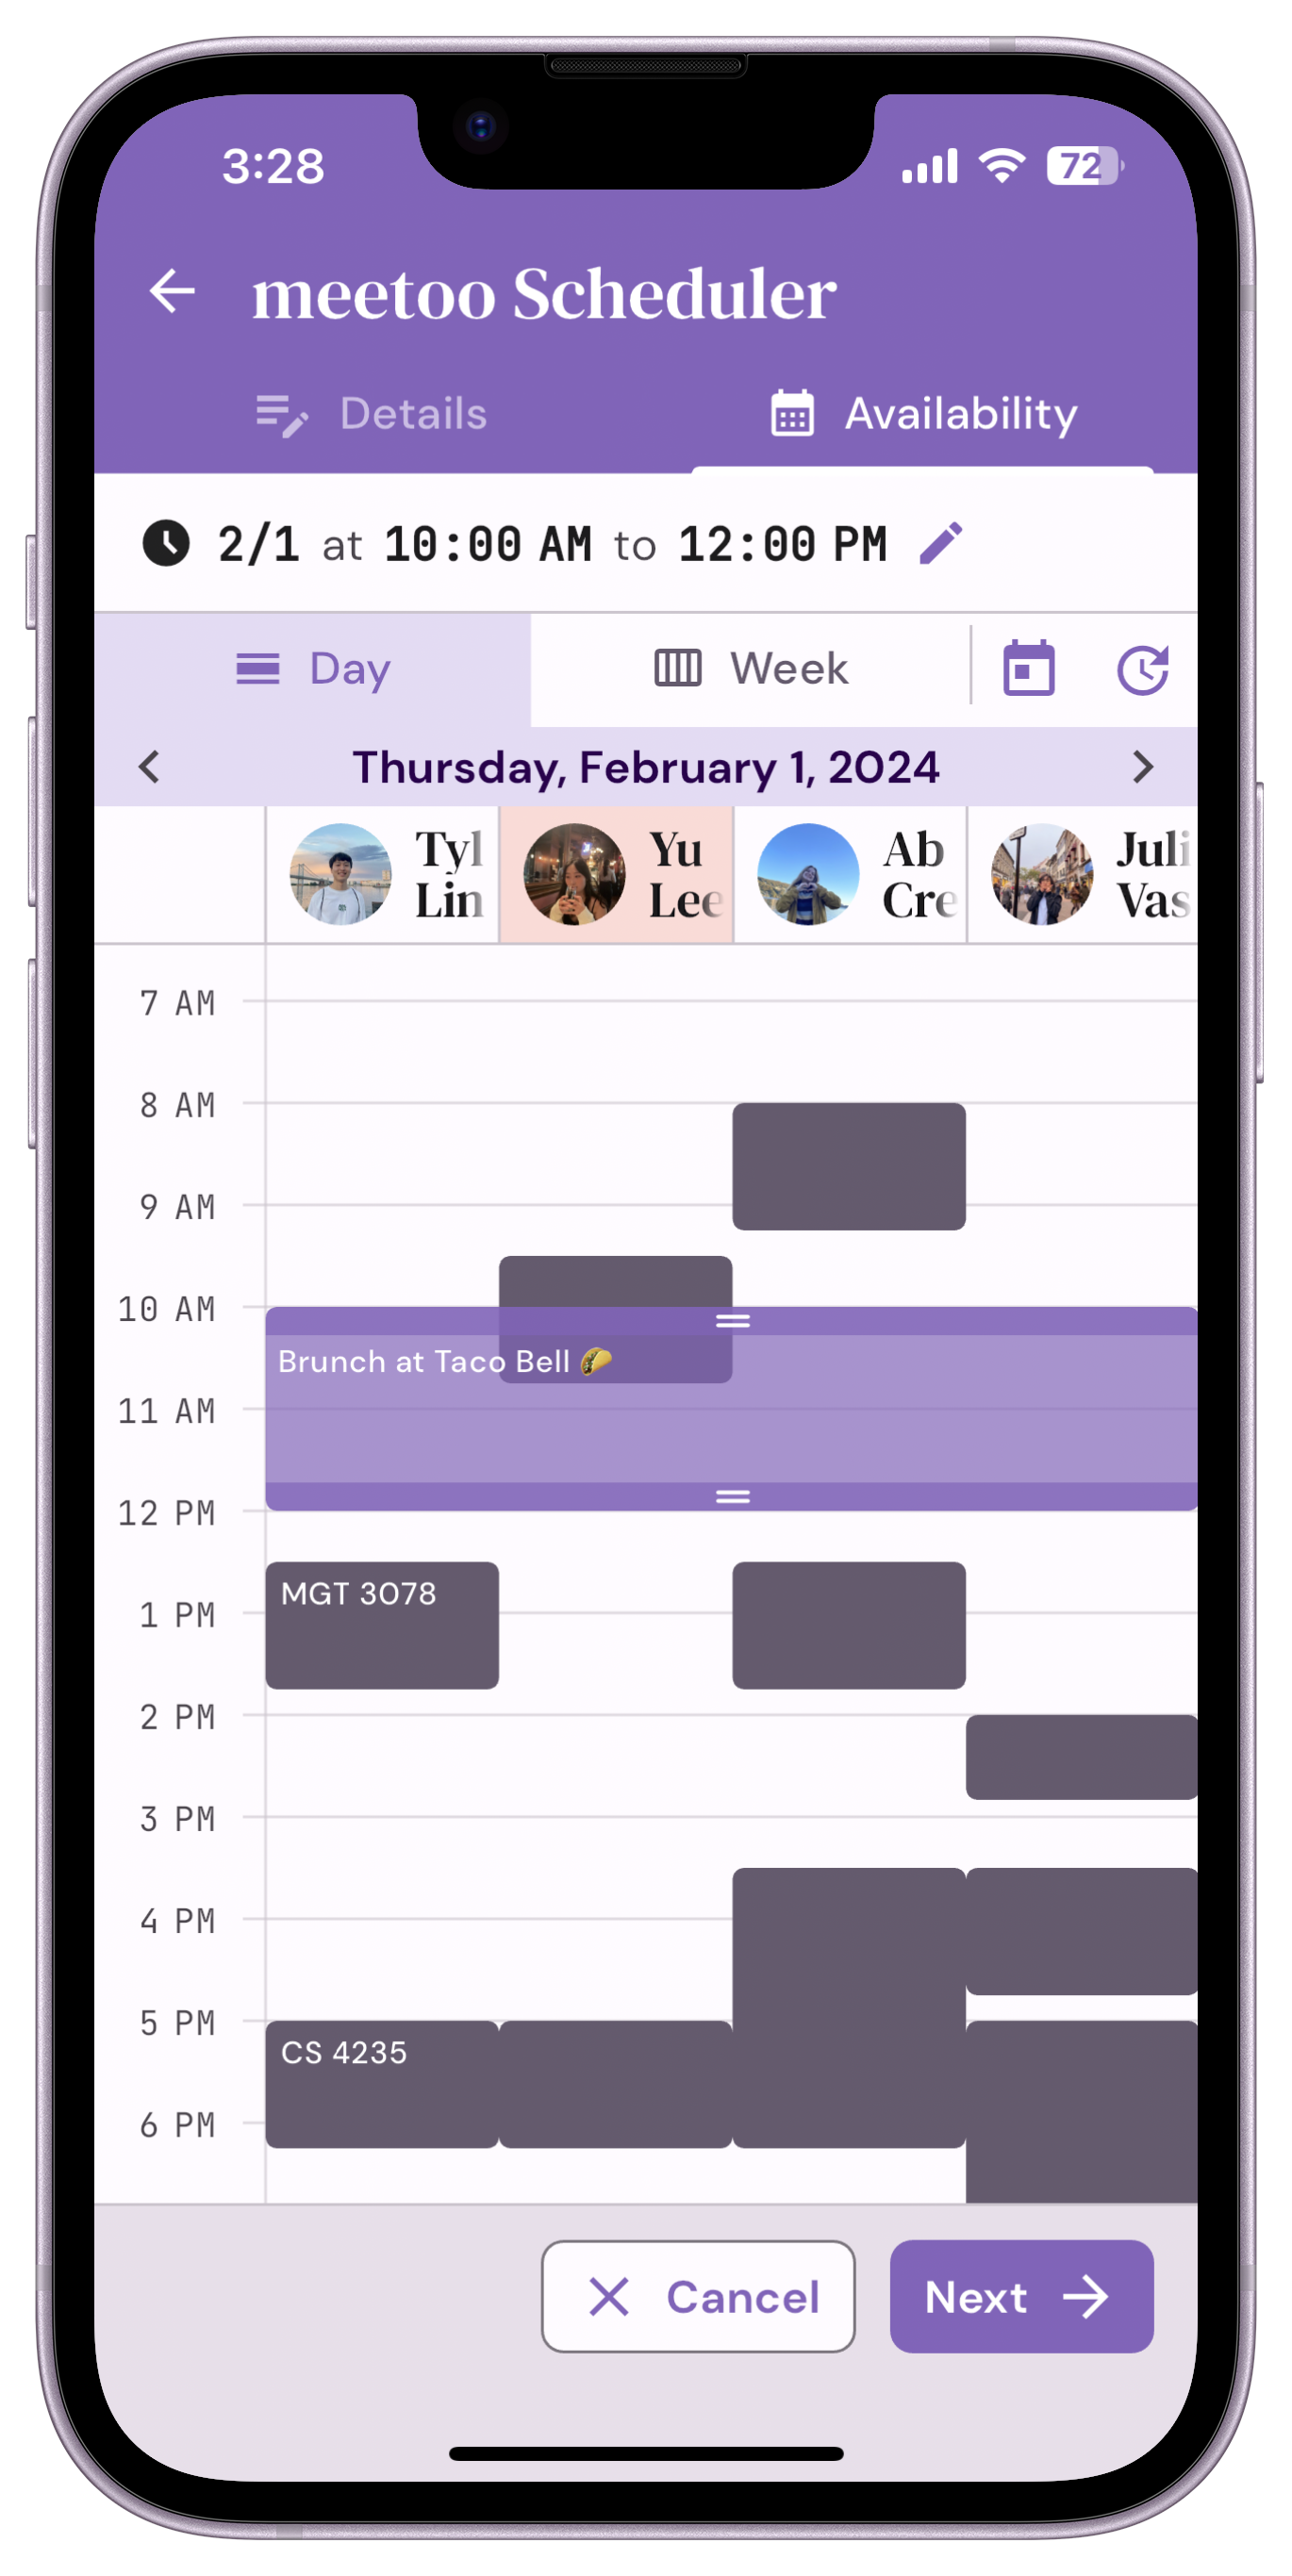 3:28
72
meetoo Scheduler
Details
Availability
2/1 at 10:00 AM to 12:00 PM
Day
Week
Thursday, February 1, 2024
Tyl
Lin
Yu
Lee
Ab
Cre
Juli
Vas
7 AM
8 AM
9 AM
10 AM
Brunch at Taco Bell 🌮
11 AM
12 PM
MGT 3078
1 PM
2 PM
3 PM
4 PM
5 PM
CS 4235
6 PM
Cancel
Next